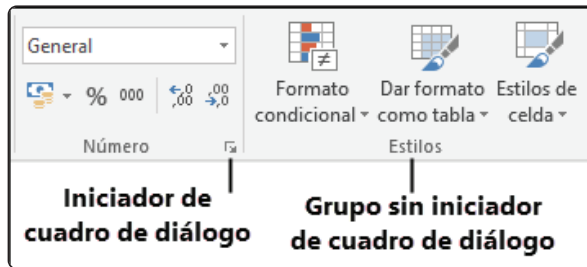 General
% 000 ←0 ,00 ,00 →,0
Formato condicional
Dar formato como tabla
Estilos de celda
Número
Estilos
Iniciador de
cuadro de diálogo
Grupo sin iniciador
de cuadro de diálogo